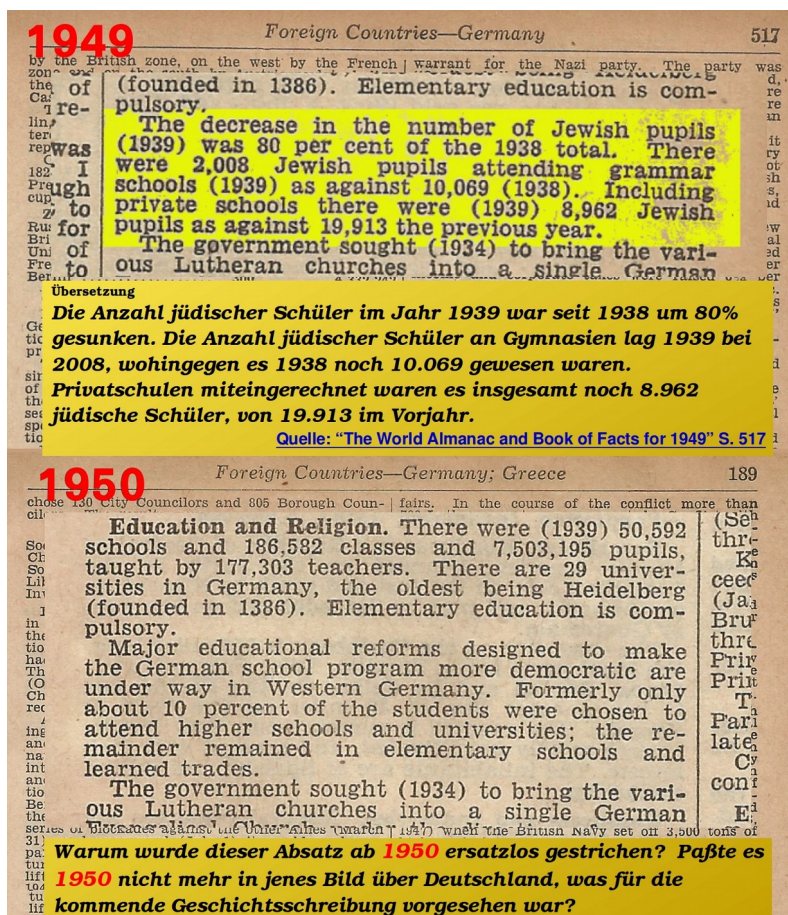 1949
Foreign Countries—Germany
517
by the British zone, on the west by the French
warrant for the Nazi party. The party was
(founded in 1386). Elementary education is com-
pulsory.
The decrease in the number of Jewish pupils
(1939) was 80 per cent of the 1938 total. There
were 2,008 Jewish pupils attending grammar
schools (1939) as against 10,069 (1938). Including
private schools there were (1939) 8,962 Jewish
pupils as against 19,913 the previous year.
The government sought (1934) to bring the vari-
ous Lutheran churches into a single German
Übersetzung
Die Anzahl jüdischer Schüler im Jahr 1939 war seit 1938 um 80%
gesunken. Die Anzahl jüdischer Schüler an Gymnasien lag 1939 bei
2008, wohingegen es 1938 noch 10.069 gewesen waren.
Privatschulen miteingerechnet waren es insgesamt noch 8.962
jüdische Schüler, von 19.913 im Vorjahr.
Quelle: “The World Almanac and Book of Facts for 1949” S. 517
1950
Foreign Countries—Germany; Greece
189
chose 130 City Councilors and 805 Borough Coun-
fairs. In the course of the conflict more than
Education and Religion. There were (1939) 50,592
schools and 186,582 classes and 7,503,195 pupils,
taught by 177,303 teachers. There are 29 univer-
sities in Germany, the oldest being Heidelberg
(founded in 1386). Elementary education is com-
pulsory.
Major educational reforms designed to make
the German school program more democratic are
under way in Western Germany. Formerly only
about 10 percent of the students were chosen to
attend higher schools and universities; the re-
mainder remained in elementary schools and
learned trades.
The government sought (1934) to bring the vari-
ous Lutheran churches into a single German
when the British Navy set off 3,500 tons of
Warum wurde dieser Absatz ab 1950 ersatzlos gestrichen? Paßte es
1950 nicht mehr in jenes Bild über Deutschland, was für die
kommende Geschichtsschreibung vorgesehen war?